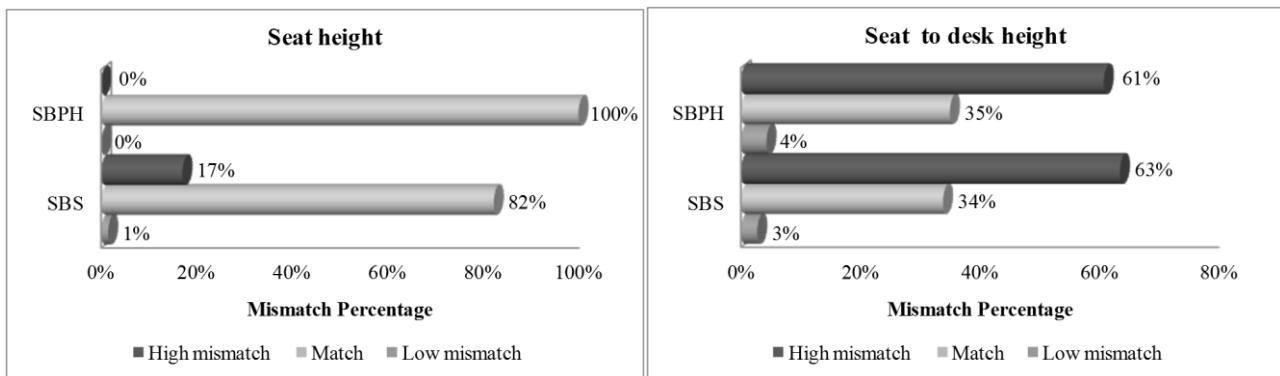 Seat height
SBPH
0%
100%
0%
SBS
17%
82%
1%
0% 20% 40% 60% 80% 100%
Mismatch Percentage
High mismatch Match Low mismatch
Seat to desk height
SBPH
61%
35%
4%
SBS
63%
34%
3%
0% 20% 40% 60% 80%
Mismatch Percentage
High mismatch Match Low mismatch